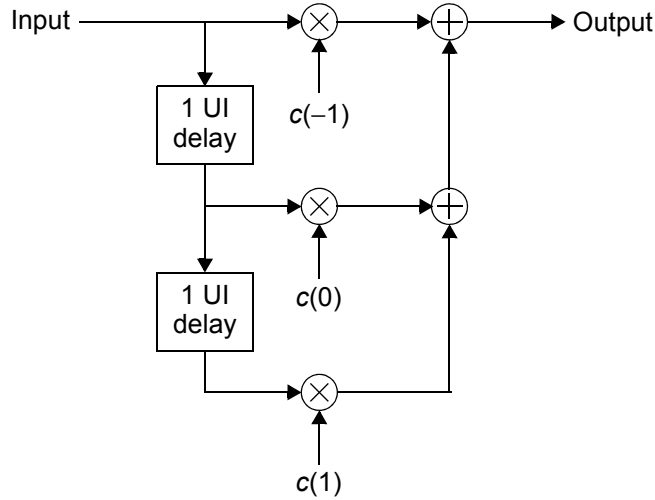 Input
Output
1 UI
delay
c(−1)
1 UI
delay
c(0)
c(1)